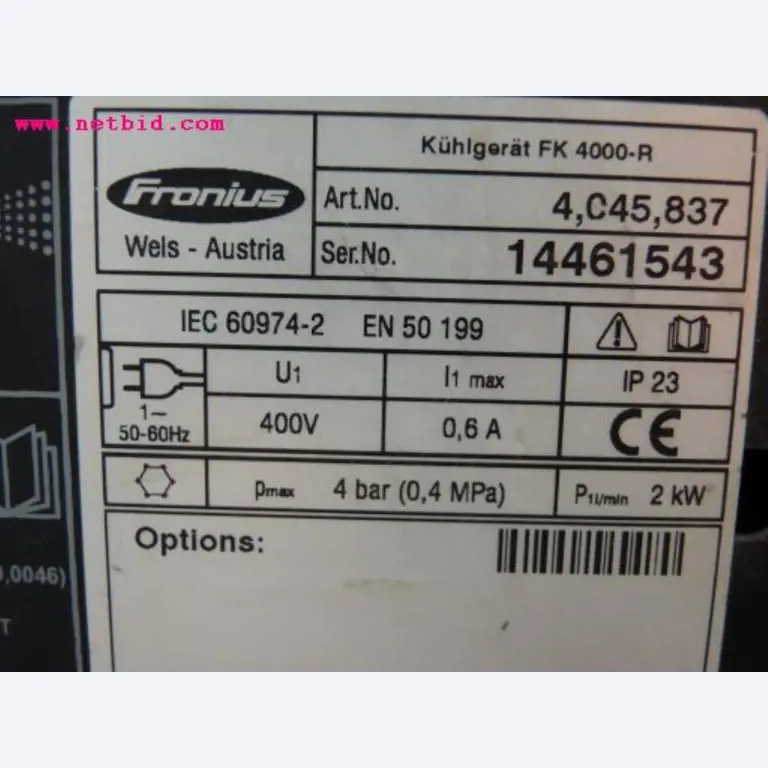 www.netbid.com
Kühlgerät FK 4000-R
Fronius
Art.No. 4,045,837
Wels - Austria
Ser.No. 14461543
IEC 60974-2 EN 50 199
U1 I1 max IP 23
1~
50-60Hz
400V 0,6 A CE
pmax 4 bar (0,4 MPa) P1l/min 2 kW
Options:
,0046)
T